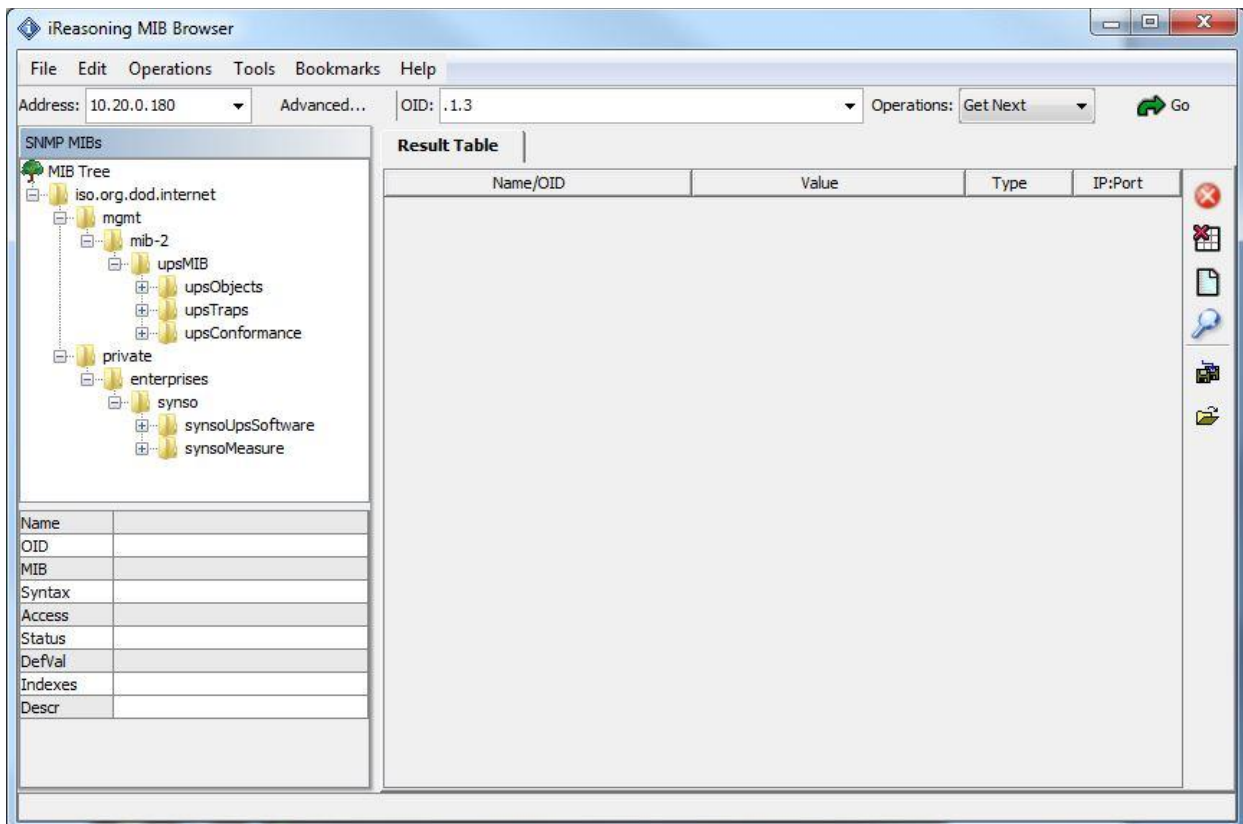 iReasoning MIB Browser
File Edit Operations Tools Bookmarks Help
Address: 10.20.0.180 Advanced... OID: .1.3 Operations: Get Next Go
SNMP MIBs
MIB Tree
iso.org.dod.internet
mgmt
mib-2
upsMIB
upsObjects
upsTraps
upsConformance
private
enterprises
synso
synsoUpsSoftware
synsoMeasure
Name
OID
MIB
Syntax
Access
Status
DefVal
Indexes
Descr
Result Table
Name/OID Value Type IP:Port